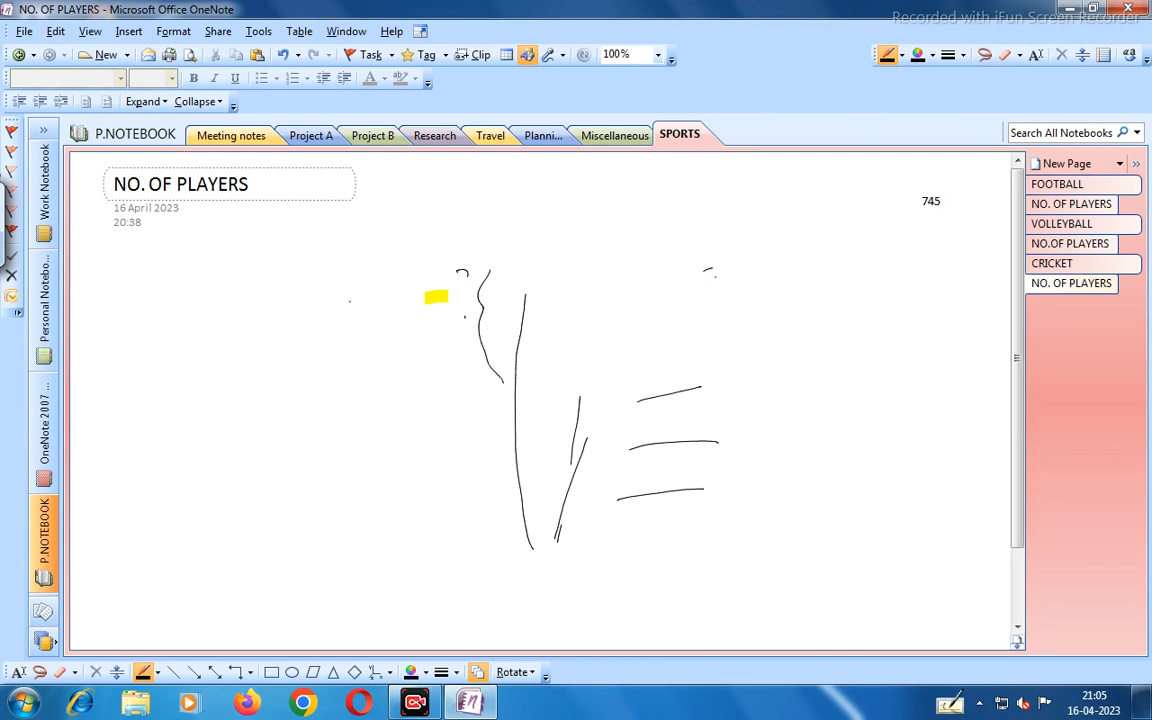 NO. OF PLAYERS - Microsoft Office OneNote
Recorded with iFun Screen Recorder
File Edit View Insert Format Share Tools Table Window Help
New Task Tag Clip 100%
B I U
Expand Collapse
P.NOTEBOOK Meeting notes Project A Project B Research Travel Planni... Miscellaneous SPORTS Search All Notebooks
New Page
NO. OF PLAYERS
16 April 2023
20:38
745
FOOTBALL
NO. OF PLAYERS
VOLLEYBALL
NO.OF PLAYERS
CRICKET
NO. OF PLAYERS
Work Notebook
Personal Notebo...
OneNote 2007 ...
P.NOTEBOOK
Rotate
21:05
16-04-2023